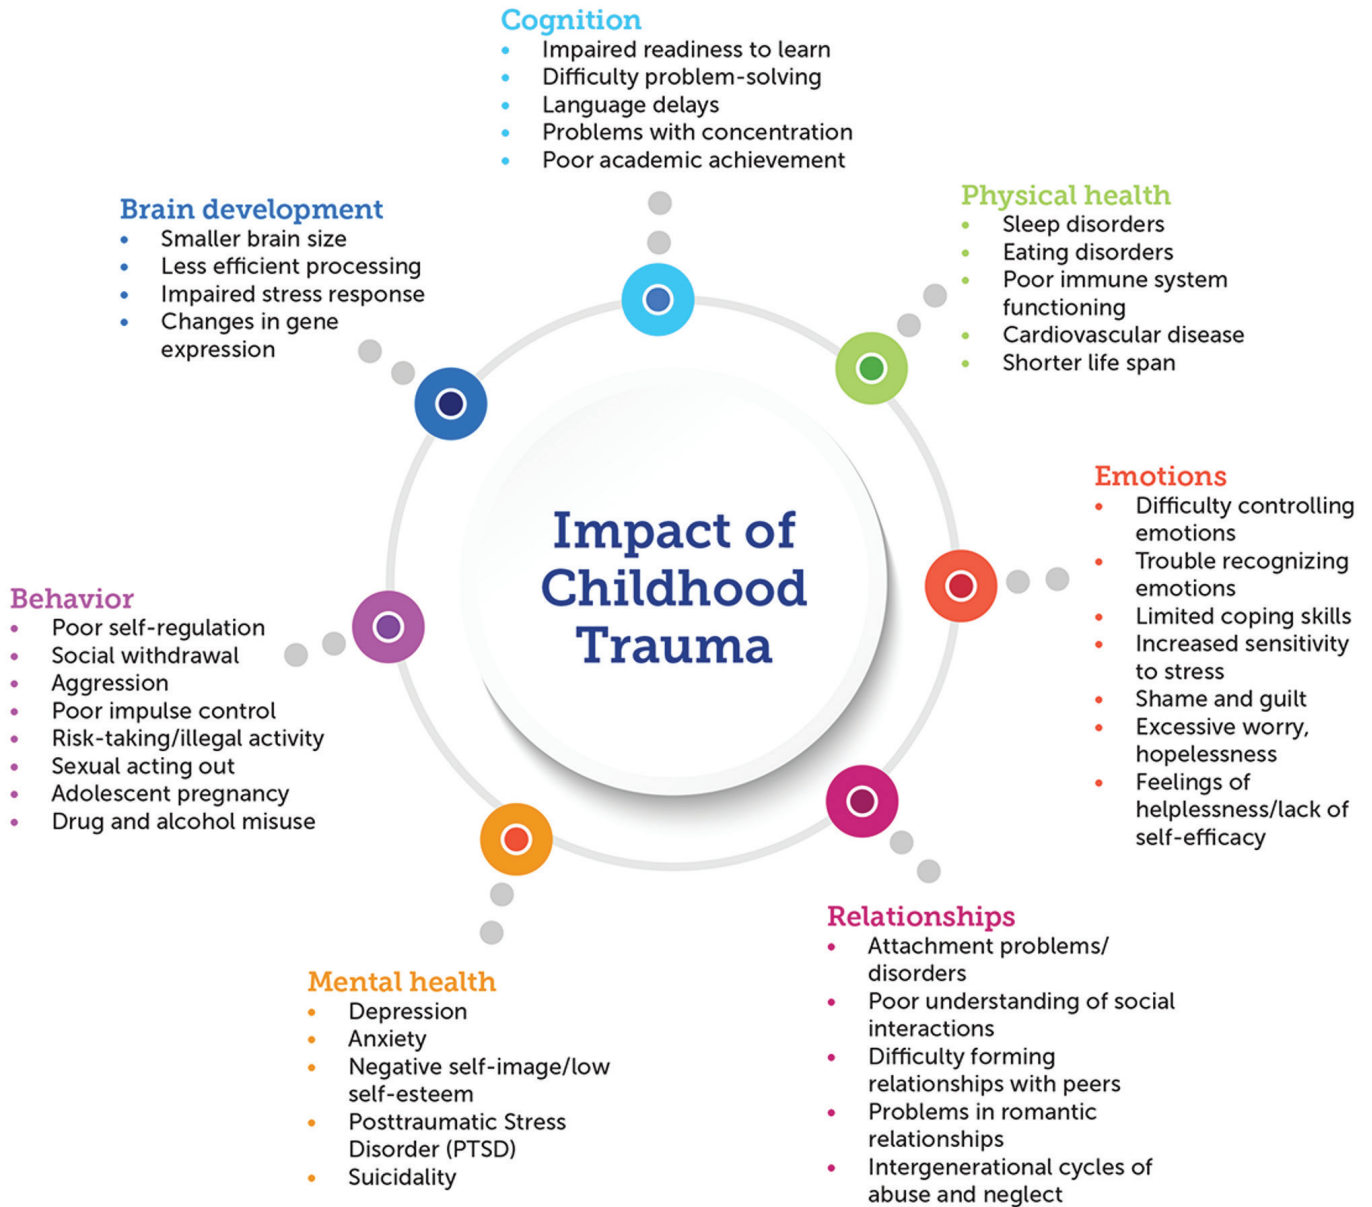 Cognition
• Impaired readiness to learn
• Difficulty problem-solving
• Language delays
• Problems with concentration
• Poor academic achievement
Physical health
• Sleep disorders
• Eating disorders
• Poor immune system
functioning
• Cardiovascular disease
• Shorter life span
Emotions
• Difficulty controlling
emotions
• Trouble recognizing
emotions
• Limited coping skills
• Increased sensitivity
to stress
• Shame and guilt
• Excessive worry,
hopelessness
• Feelings of
helplessness/lack of
self-efficacy
Relationships
• Attachment problems/
disorders
• Poor understanding of social
interactions
• Difficulty forming
relationships with peers
• Problems in romantic
relationships
• Intergenerational cycles of
abuse and neglect
Mental health
• Depression
• Anxiety
• Negative self-image/low
self-esteem
• Posttraumatic Stress
Disorder (PTSD)
• Suicidality
Behavior
• Poor self-regulation
• Social withdrawal
• Aggression
• Poor impulse control
• Risk-taking/illegal activity
• Sexual acting out
• Adolescent pregnancy
• Drug and alcohol misuse
Brain development
• Smaller brain size
• Less efficient processing
• Impaired stress response
• Changes in gene
expression
Impact of
Childhood
Trauma